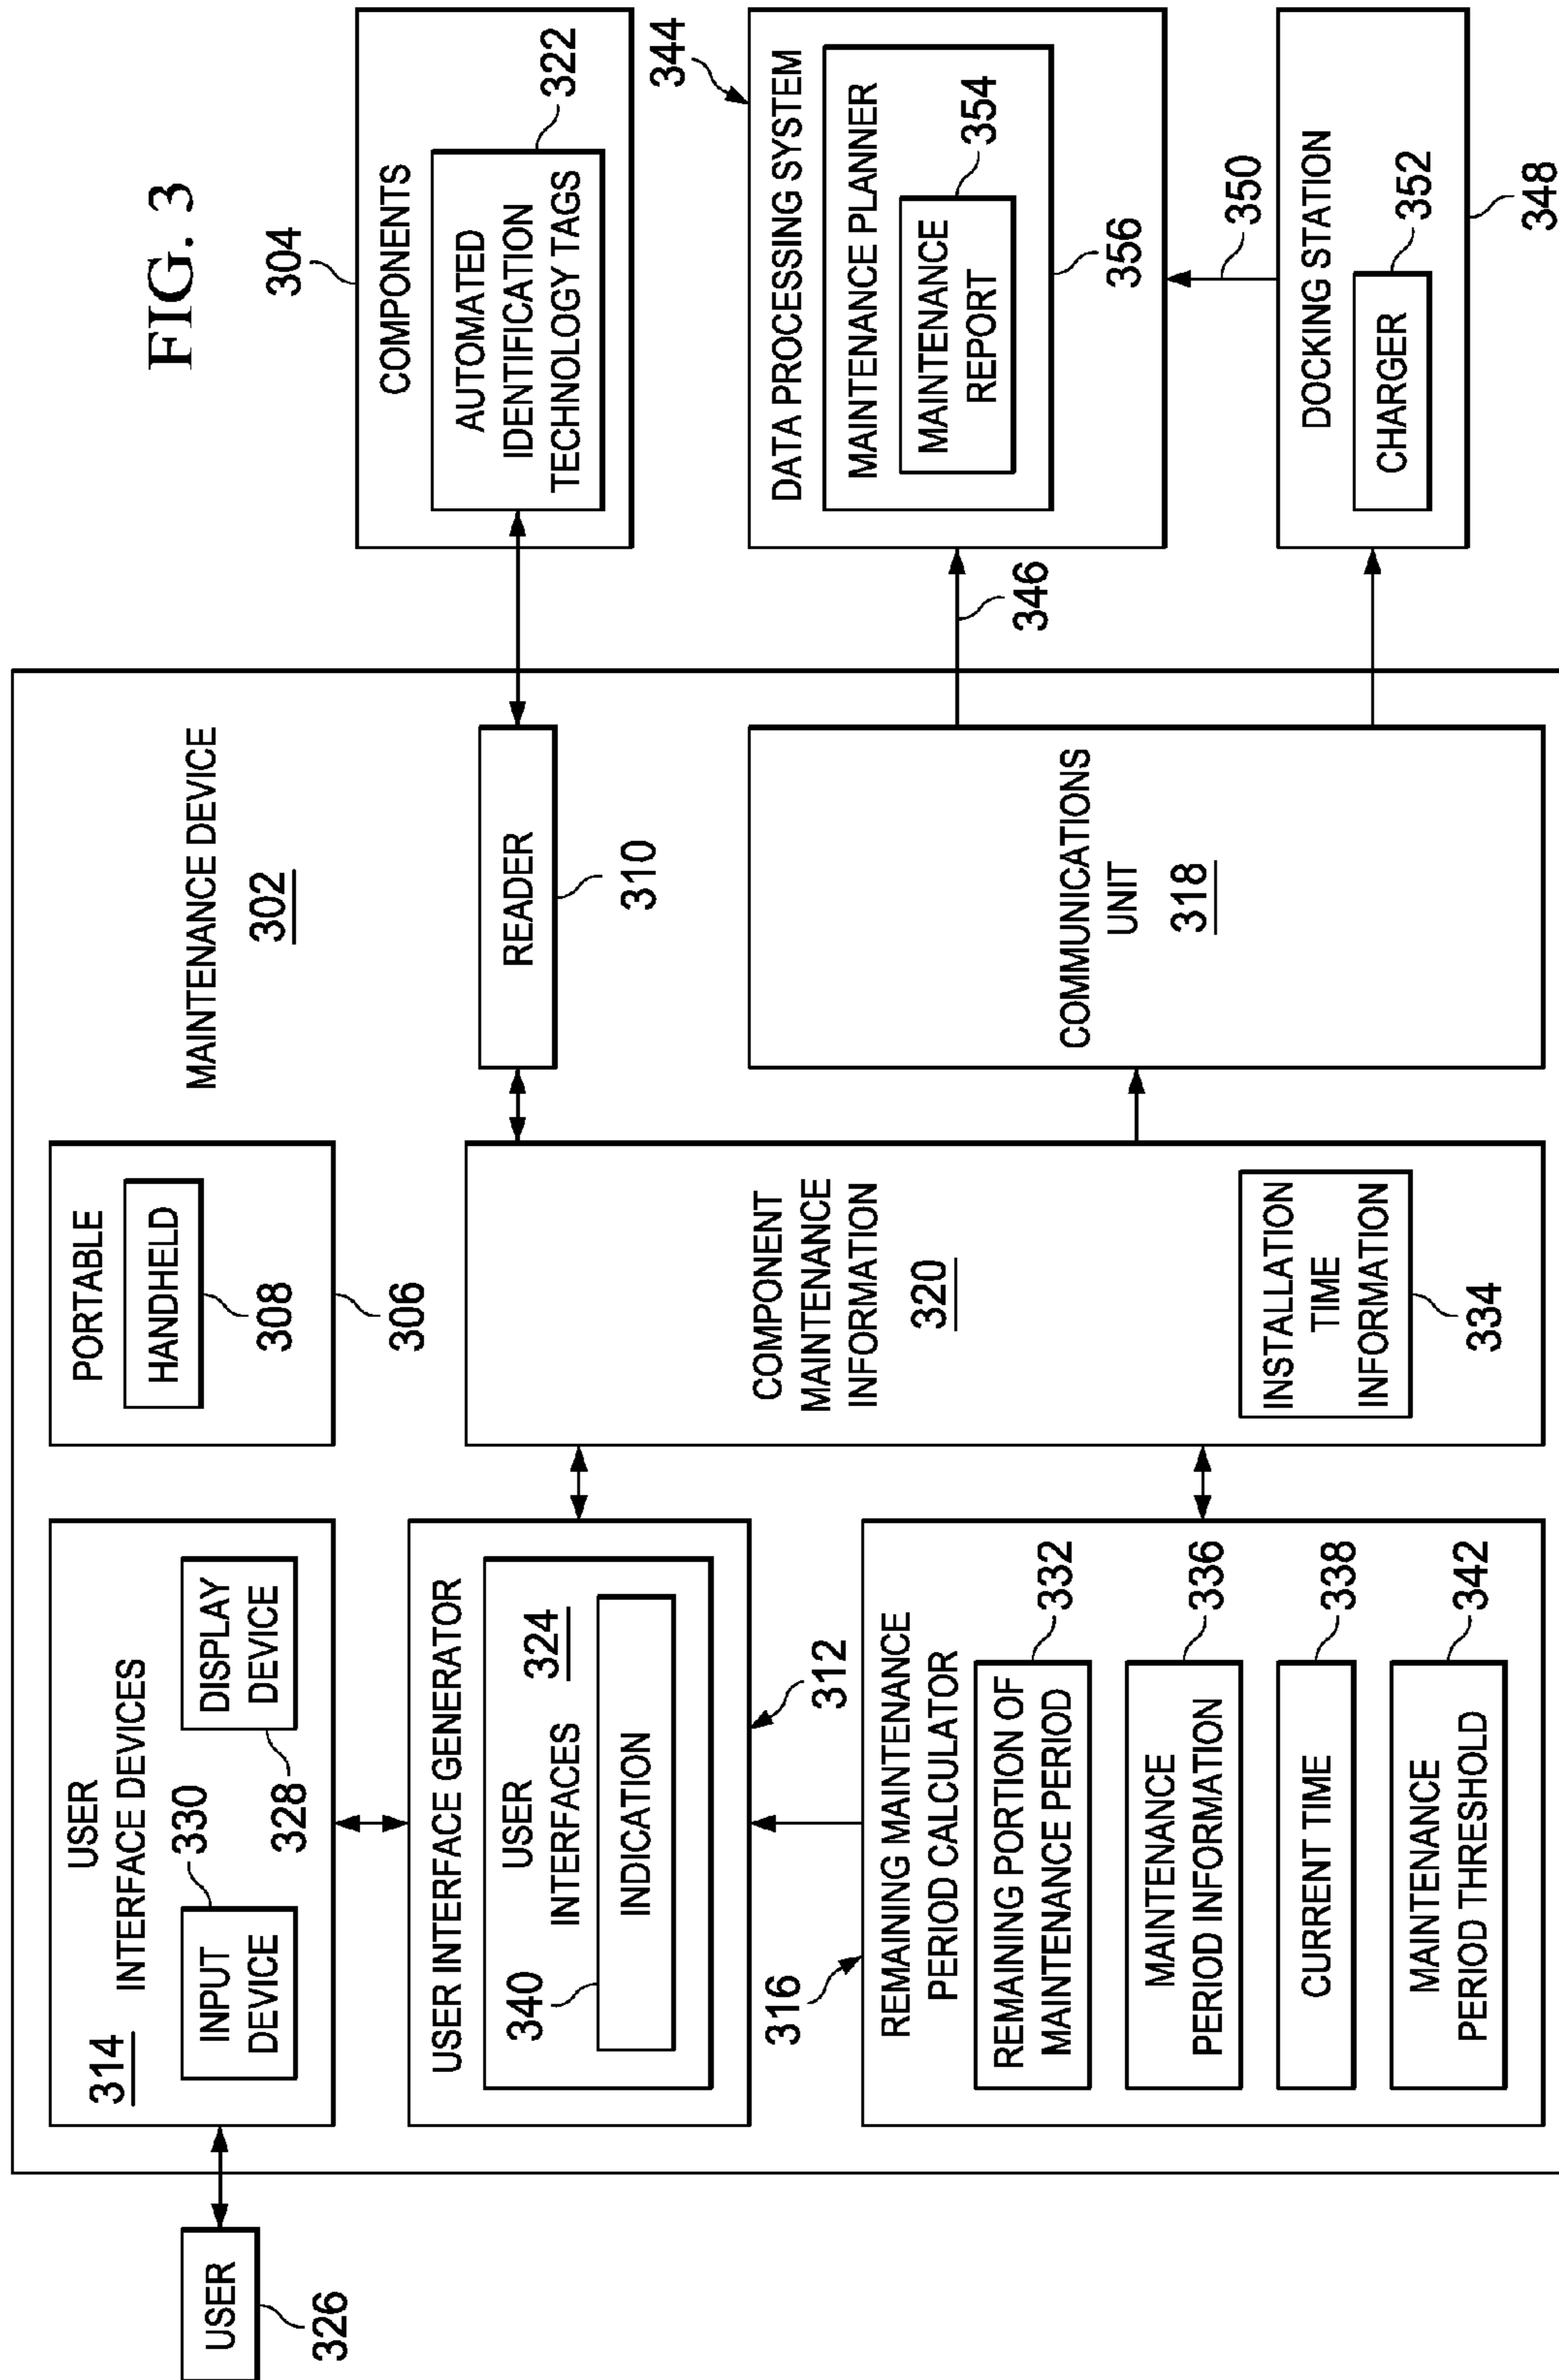 FIG. 3
MAINTENANCE DEVICE
302
USER
326
USER
INTERFACE DEVICES
314
330
INPUT
DEVICE
DISPLAY
DEVICE
328
PORTABLE
HANDHELD
308
306
USER INTERFACE GENERATOR
USER
INTERFACES
324
340
INDICATION
312
316
REMAINING MAINTENANCE
PERIOD CALCULATOR
REMAINING PORTION OF
MAINTENANCE PERIOD
332
MAINTENANCE
PERIOD INFORMATION
336
CURRENT TIME
338
MAINTENANCE
PERIOD THRESHOLD
342
COMPONENT
MAINTENANCE
INFORMATION
320
INSTALLATION
TIME
INFORMATION
334
READER
310
COMMUNICATIONS
UNIT
318
304
COMPONENTS
AUTOMATED
IDENTIFICATION
TECHNOLOGY TAGS
322
344
DATA PROCESSING SYSTEM
MAINTENANCE PLANNER
MAINTENANCE
REPORT
354
356
346
350
DOCKING STATION
CHARGER
352
348